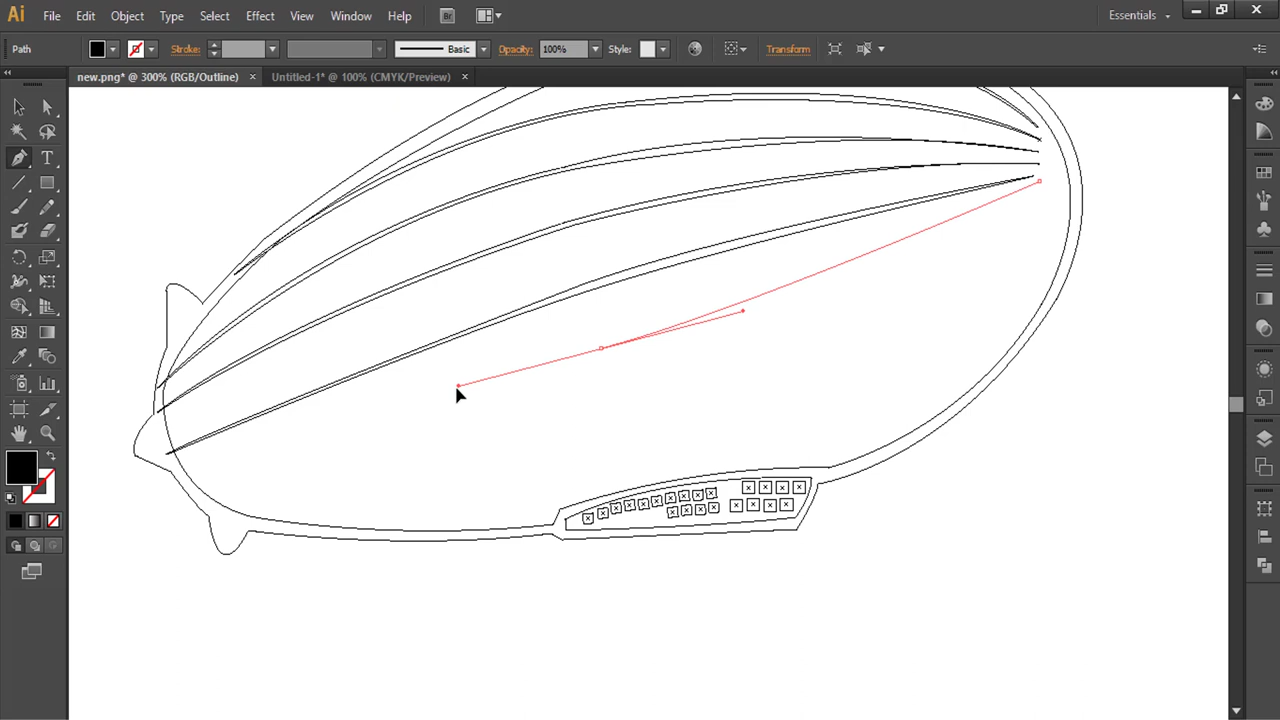 Ai File Edit Object Type Select Effect View Window Help Br Essentials
Path Stroke: Basic Opacity: 100% Style: Transform
new.png* @ 300% (RGB/Outline) × Untitled-1* @ 100% (CMYK/Preview) ×
T